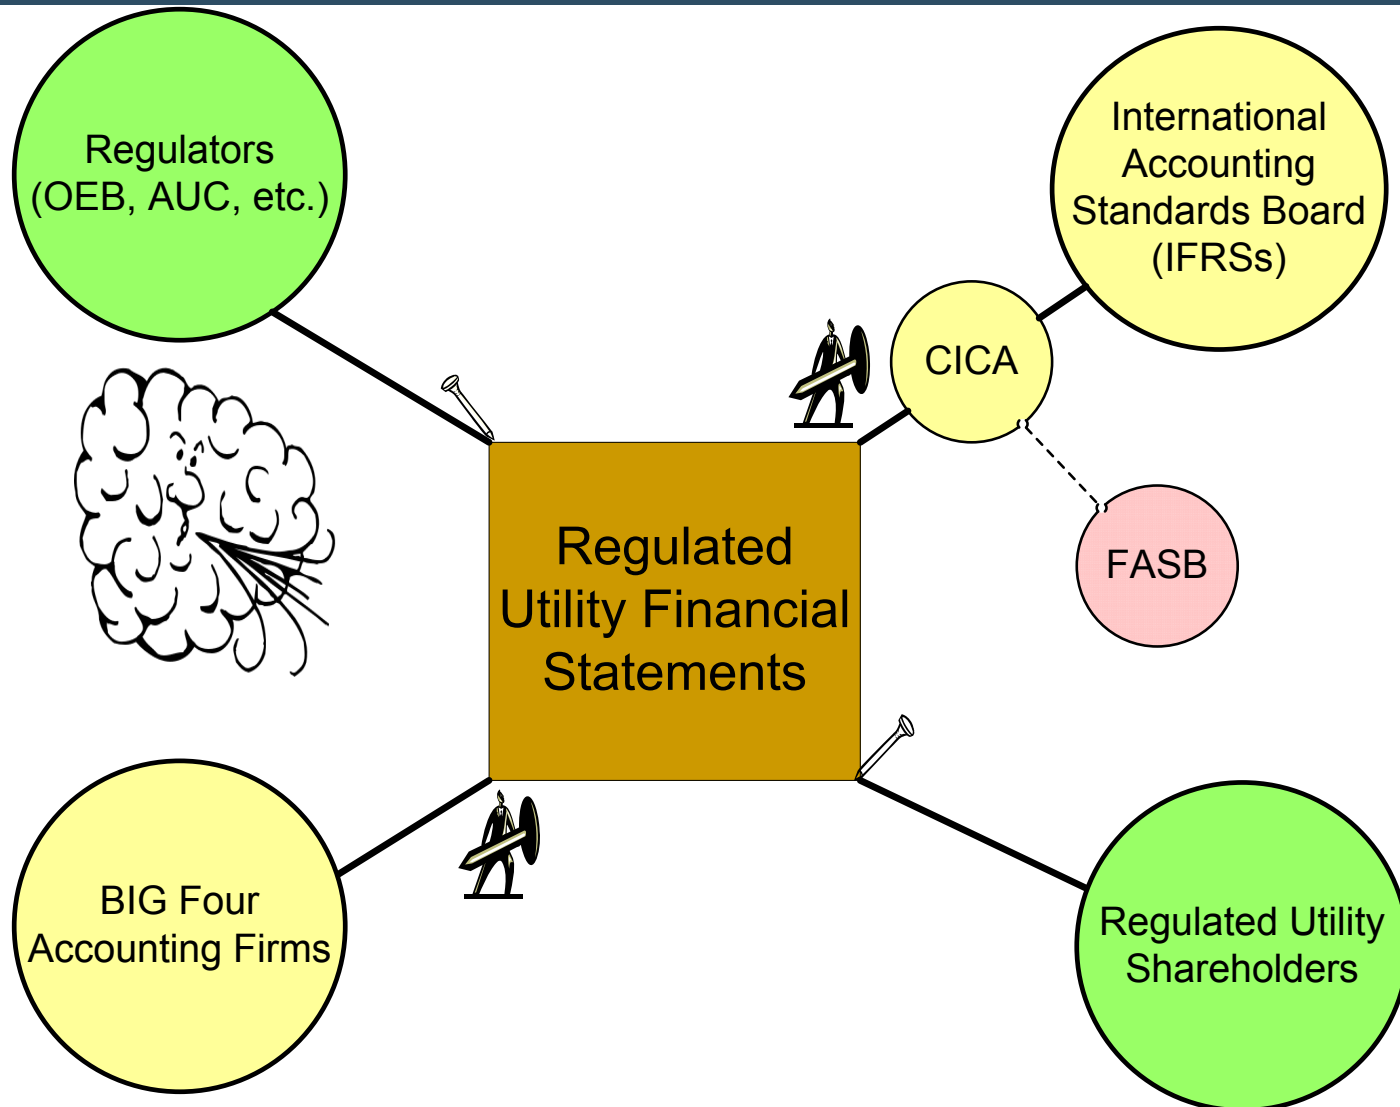 Regulators
(OEB, AUC, etc.)
International
Accounting
Standards Board
(IFRSs)
CICA
FASB
Regulated
Utility Financial
Statements
BIG Four
Accounting Firms
Regulated Utility
Shareholders